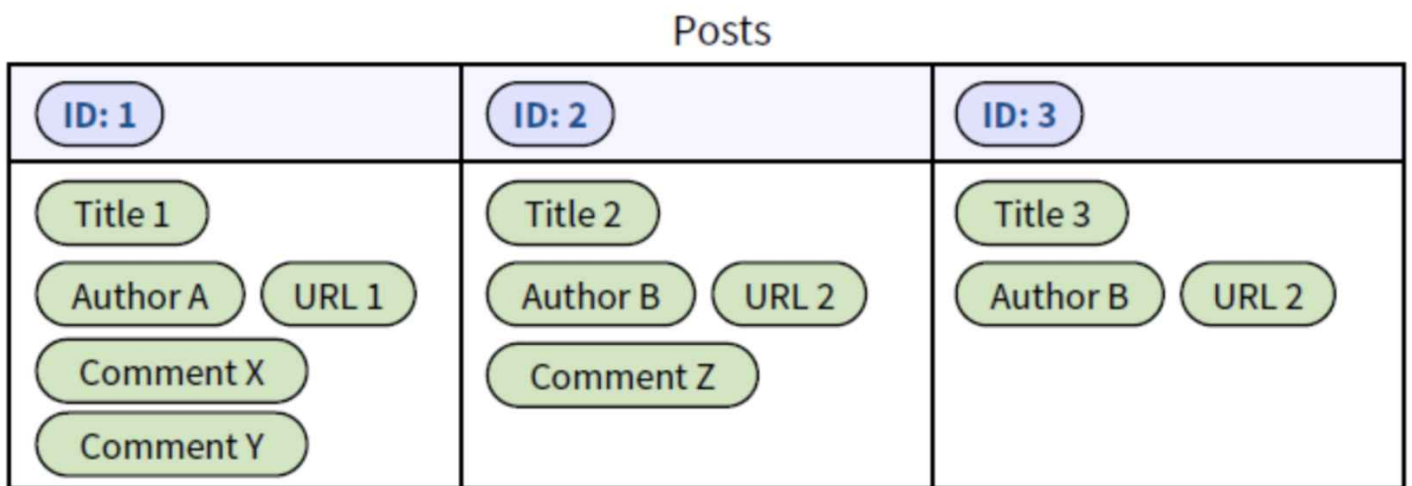 Posts
ID: 1
ID: 2
ID: 3
Title 1
Author A URL 1
Comment X
Comment Y
Title 2
Author B URL 2
Comment Z
Title 3
Author B URL 2